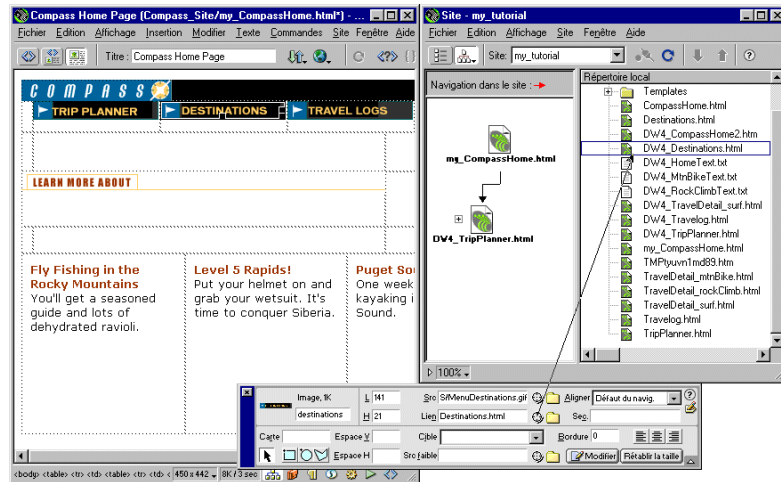 Compass Home Page (Compass_Site/my_CompassHome.html*) - ...
Fichier Edition Affichage Insertion Modifier Texte Commandes Site Fenêtre Aide
Titre : Compass Home Page
COMPASS
TRIP PLANNER DESTINATIONS TRAVEL LOGS
LEARN MORE ABOUT
Fly Fishing in the
Rocky Mountains
You'll get a seasoned
guide and lots of
dehydrated ravioli.
Level 5 Rapids!
Put your helmet on and
grab your wetsuit. It's
time to conquer Siberia.
Puget Sou
One week
kayaking i
Sound.
<body> <table> <tr> <td> <table> <tr> <td> < 450 x 442 8K / 3 sec
Site - my_tutorial
Fichier Edition Affichage Site Fenêtre Aide
Site: my_tutorial
Navigation dans le site :
my_CompassHome.html
DW4_TripPlanner.html
100%
Répertoire local
Templates
CompassHome.html
Destinations.html
DW4_CompassHome2.htm
DW4_Destinations.html
DW4_HomeText.txt
DW4_MtnBikeText.txt
DW4_RockClimbText.txt
DW4_TravelDetail_surf.html
DW4_Travelog.html
DW4_TripPlanner.html
my_CompassHome.html
TMPtyuvn1md89.htm
TravelDetail_mtnBike.html
TravelDetail_rockClimb.html
TravelDetail_surf.html
Travelog.html
TripPlanner.html
Image, 1K L 141 Src S/MenuDestinations.gif Aligner Défaut du navig.
destinations H 21 Lien Destinations.html Sec.
Carte Espace V Cible Bordure 0
Espace H Src faible Modifier Rétablir la taille